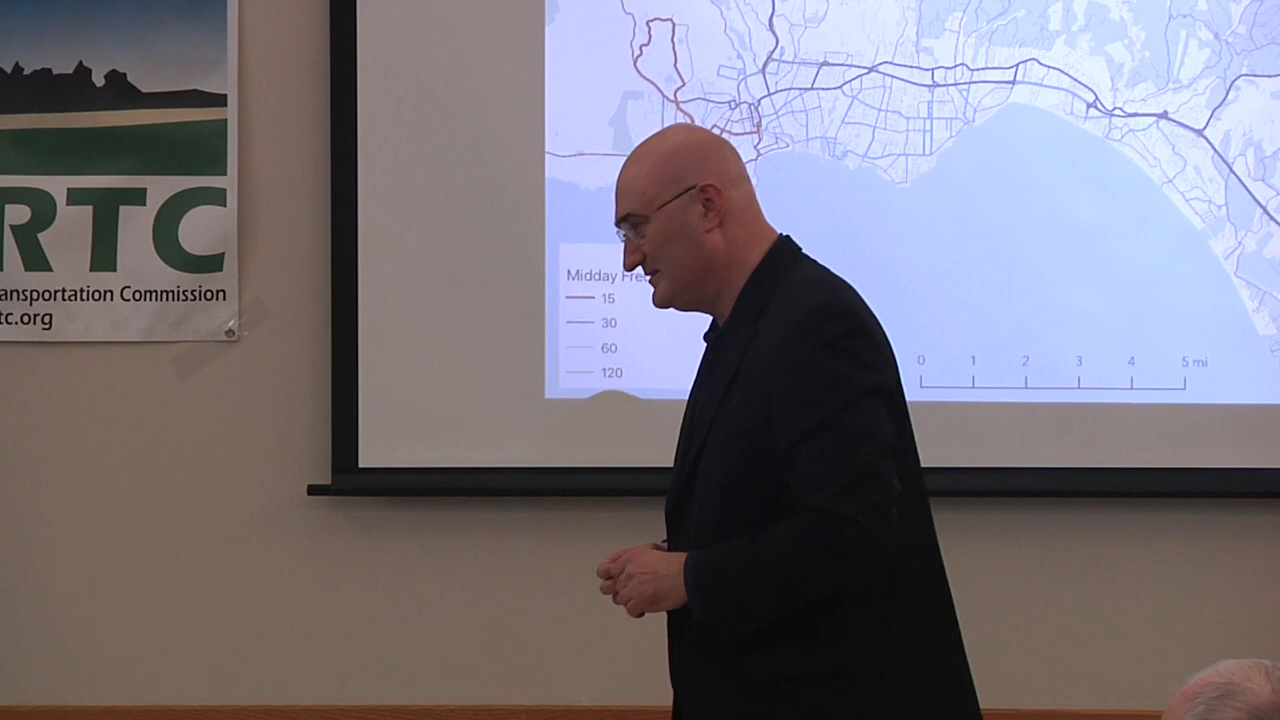 RTC
ansportation Commission
tc.org
Midday Fre
15
30
60
120
0 1 2 3 4 5 mi